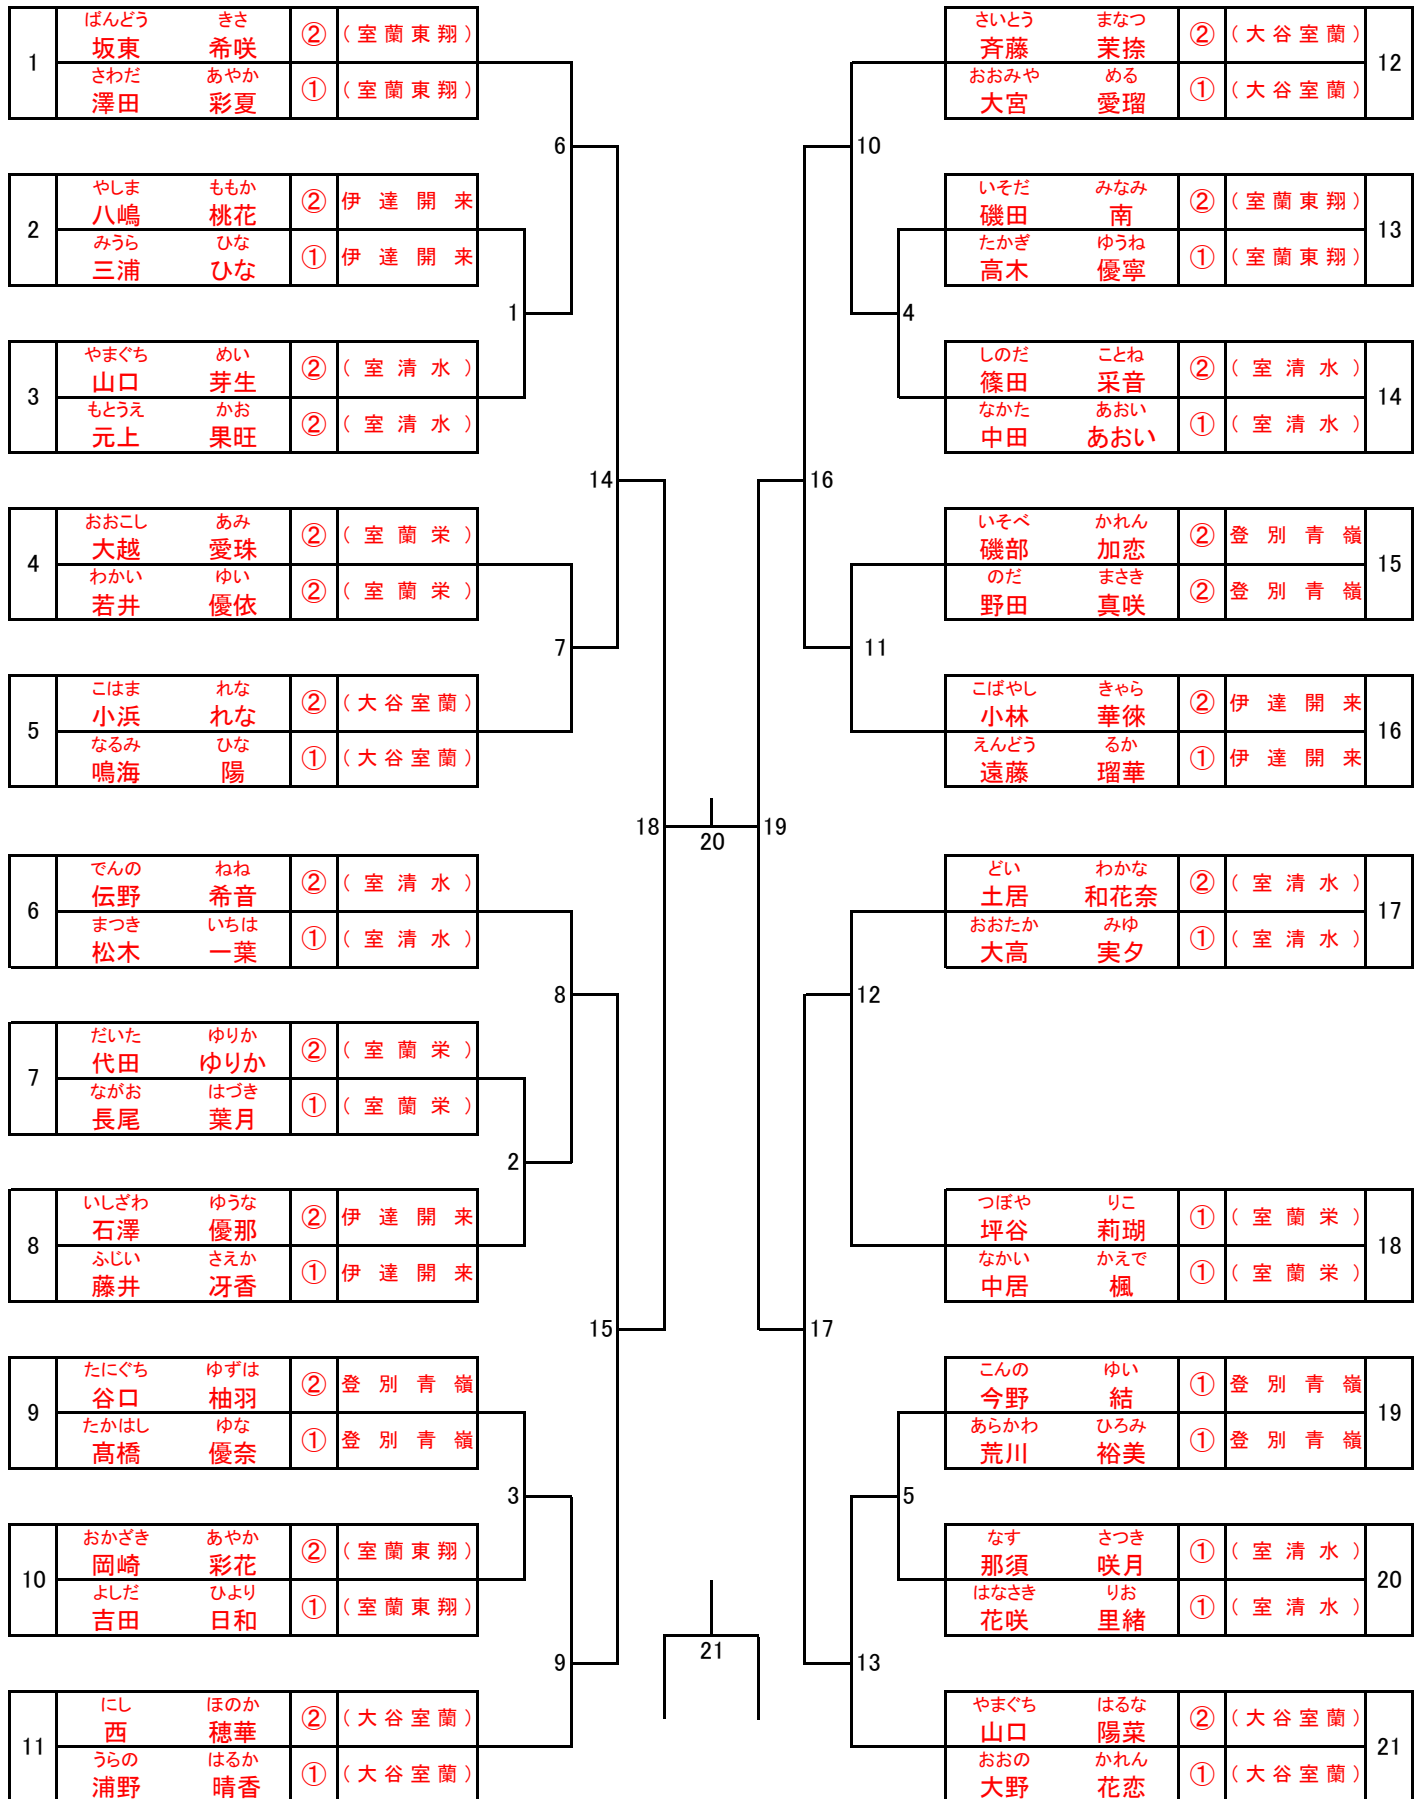 ばんどう きさ
1 坂東 希咲 ② (室蘭東翔)
さわだ あやか
澤田 彩夏 ① (室蘭東翔)
6
やしま ももか
2 八嶋 桃花 ② 伊達開来
みうら ひな
三浦 ひな ① 伊達開来
1
やまぐち めい
3 山口 芽生 ② (室清水)
もとうえ かお
元上 果旺 ② (室清水)
14
おおこし あみ
4 大越 愛珠 ② (室蘭栄)
わかい ゆい
若井 優依 ② (室蘭栄)
7
こはま れな
5 小浜 れな ② (大谷室蘭)
なるみ ひな
鳴海 陽 ① (大谷室蘭)
18
でんの ねね
6 伝野 希音 ② (室清水)
まつき いちは
松木 一葉 ① (室清水)
8
だいた ゆりか
7 代田 ゆりか ② (室蘭栄)
ながお はづき
長尾 葉月 ① (室蘭栄)
2
いしざわ ゆうな
8 石澤 優那 ② 伊達開来
ふじい さえか
藤井 冴香 ① 伊達開来
15
たにぐち ゆずは
9 谷口 柚羽 ② 登別青嶺
たかはし ゆな
髙橋 優奈 ① 登別青嶺
3
おかざき あやか
10 岡崎 彩花 ② (室蘭東翔)
よしだ ひより
吉田 日和 ① (室蘭東翔)
9
にし ほのか
11 西 穂華 ② (大谷室蘭)
うらの はるか
浦野 晴香 ① (大谷室蘭)
20
21
さいとう まなつ
斉藤 茉捺 ② (大谷室蘭) 12
おおみや める
大宮 愛瑠 ① (大谷室蘭)
10
いそだ みなみ
磯田 南 ② (室蘭東翔) 13
たかぎ ゆうね
高木 優寧 ① (室蘭東翔)
4
しのだ ことね
篠田 采音 ② (室清水) 14
なかた あおい
中田 あおい ① (室清水)
16
いそべ かれん
磯部 加恋 ② 登別青嶺 15
のだ まさき
野田 真咲 ② 登別青嶺
11
こばやし きゃら
小林 華徠 ② 伊達開来 16
えんどう るか
遠藤 瑠華 ① 伊達開来
19
どい わかな
土居 和花奈 ② (室清水) 17
おおたか みゆ
大高 実夕 ① (室清水)
12
つぼや りこ
坪谷 莉瑚 ① (室蘭栄) 18
なかい かえで
中居 楓 ① (室蘭栄)
17
こんの ゆい
今野 結 ① 登別青嶺 19
あらかわ ひろみ
荒川 裕美 ① 登別青嶺
5
なす さつき
那須 咲月 ① (室清水) 20
はなさき りお
花咲 里緒 ① (室清水)
13
やまぐち はるな
山口 陽菜 ② (大谷室蘭) 21
おおの かれん
大野 花恋 ① (大谷室蘭)